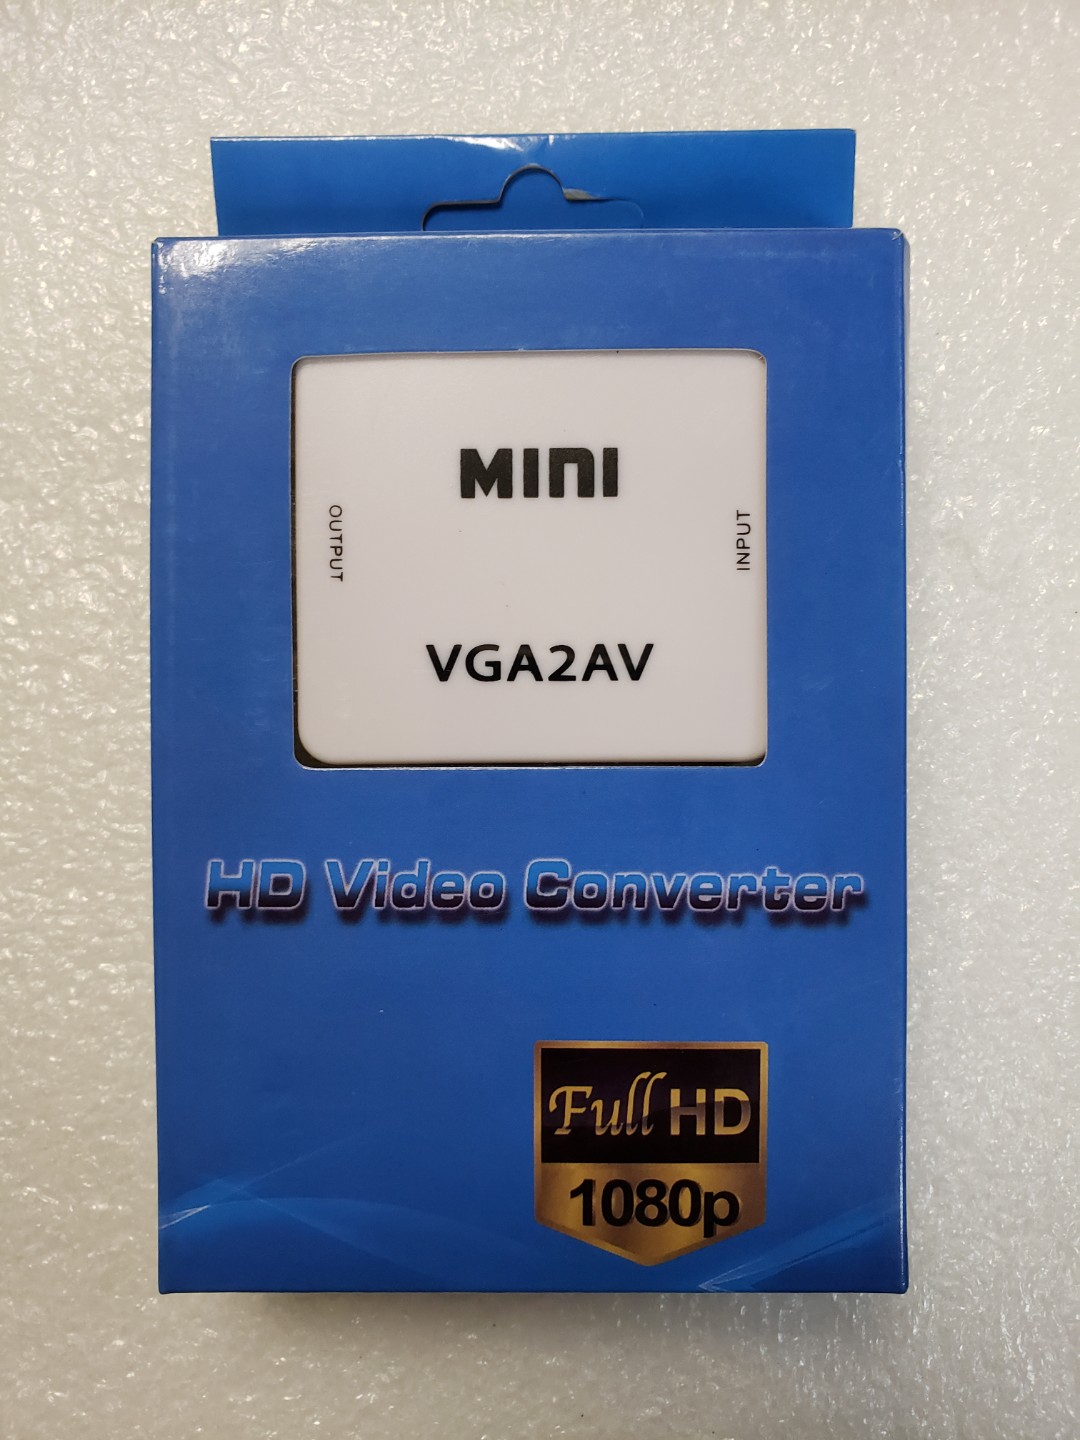 MINI
OUTPUT
INPUT
VGA2AV
HD Video Converter
Full HD
1080p